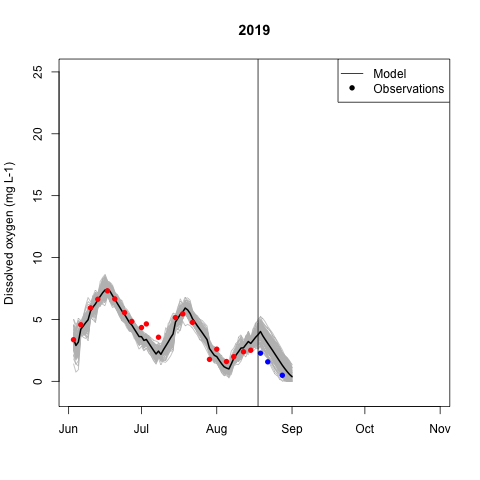 2019
Model
Observations
Dissolved oxygen (mg L-1)
25
20
15
10
5
0
Jun Jul Aug Sep Oct Nov